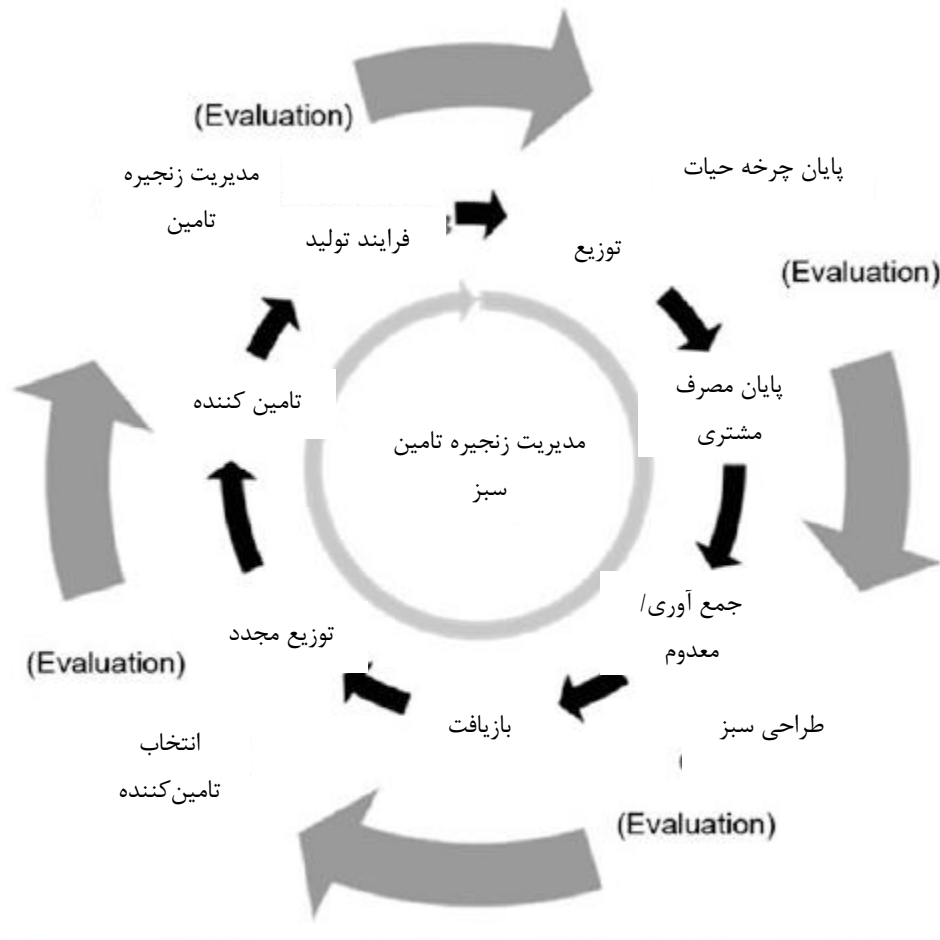 (Evaluation)
مدیریت زنجیره
تامین
پایان چرخه حیات
فرایند تولید
توزیع
(Evaluation)
تامین کننده
پایان مصرف
مشتری
مدیریت زنجیره تامین
سبز
جمع آوری/
معدوم
توزیع مجدد
(Evaluation)
بازیافت
طراحی سبز
انتخاب
تامین‌کننده
(Evaluation)